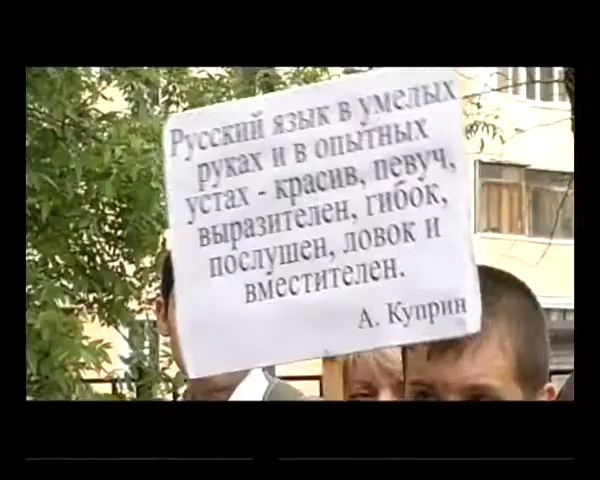 Русский язык в умелых
руках и в опытных
устах - красив, певуч,
выразителен, гибок,
послушен, ловок и
вместителен.
А. Куприн